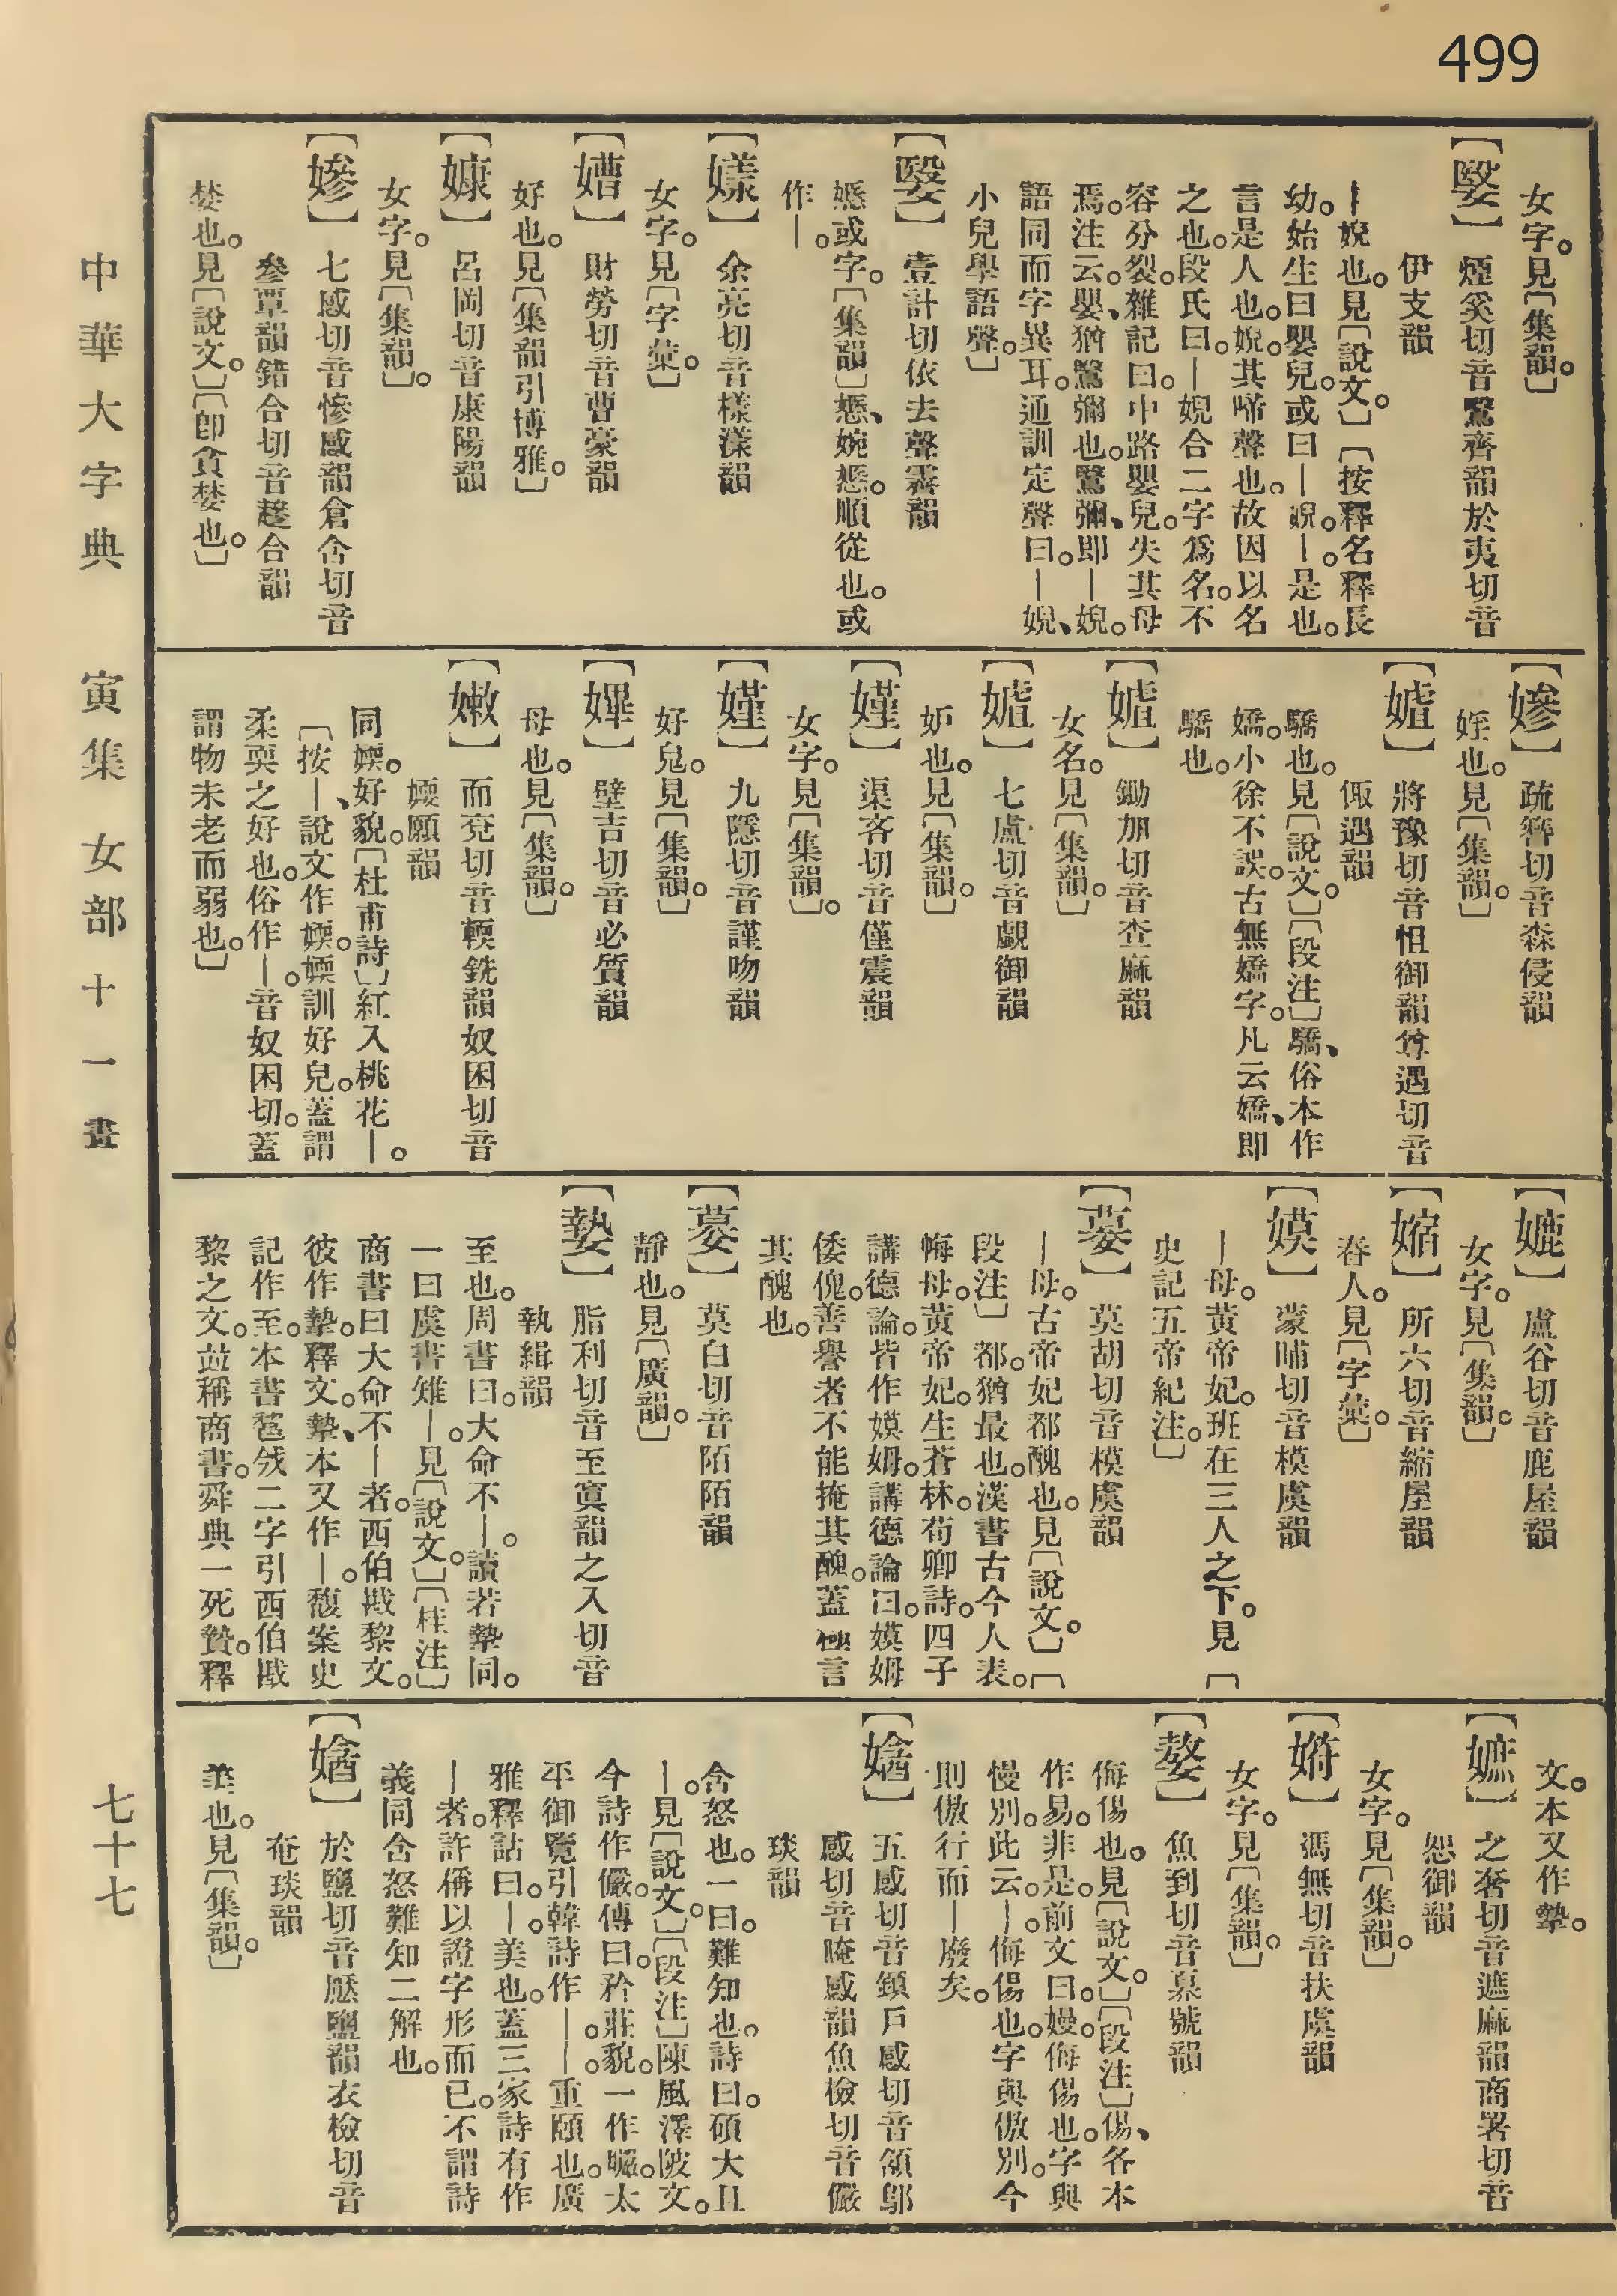 499
女字。見〔集韻。〕
【嫛】煙奚切音鷖齊韻於夷切音
伊支韻
｜婗也。見〔說文。〕〔按釋名釋長
幼。始生曰嬰兒。或曰｜婗。｜是也。
言是人也。婗。其啼聲也。故因以名
之也。段氏曰。｜婗合二字爲名。不
容分裂。雜記曰。中路嬰兒。失其母
焉。注云。嬰、猶鷖彌也。鷖彌、即｜婗。
語同而字異耳。通訓定聲曰。｜婗、
小兒學語聲。〕
【嫛】壹計切依去聲霽韻
嫕或字。〔集韻〕嫕、婉愻。順從也。或
作｜。
【㺊】余亮切音樣漾韻
女字。見〔字彙。〕
【嫧】財勞切音曹豪韻
好也。見〔集韻引博雅。〕
【嫝】呂岡切音康陽韻
女字。見〔集韻〕。
【嫪】七感切音慘感韻倉含切音
參覃韻錯合切音趁合韻
婪也。見〔說文。〕〔卽貪婪也。〕
【嫪】疏簪切音森侵韻
婬也。見〔集韻。〕
【嫭】將豫切音怚御韻尊遇切音
㑛遇韻
驕也。見〔說文。〕〔段注〕驕、俗本作
嬌。小徐不誤。古無嬌字。凡云嬌、即
驕也。
【嫭】鋤加切音查麻韻
女名。見〔集韻。〕
【嫭】七慮切音覷御韻
妒也。見〔集韻。〕
【嫤】渠吝切音僅震韻
女字。見〔集韻〕。
【嫤】九隱切音謹吻韻
好皃。見〔集韻。〕
【㜙】壁吉切音必質韻
母也。見〔集韻。〕
【嫩】而兗切音輭銑韻奴困切音
㜛願韻
同㜛。好貌。〔杜甫詩〕紅入桃花｜。
〔按｜、說文作㜛。㜛訓好皃。蓋謂
柔耎之好也。俗作｜。音奴困切。蓋
謂物未老而弱也。〕
【嫬】盧谷切音鹿屋韻
女字。見〔集韻。〕
【㜚】所六切音縮屋韻
舂人。見〔字彙。〕
【嫫】蒙晡切音模虞韻
｜母。黃帝妃。班在三人之下。見〔
史記五帝紀注。〕
【㜈】莫胡切音模虞韻
｜母。古帝妃都醜也。見〔說文。〕〔
段注〕都。猶最也。漢書古今人表。
㜈母。黃帝妃。生蒼林。荀卿詩。四子
講德論。皆作嫫姆。講德論曰。嫫姆
倭傀。善譽者不能掩其醜。蓋極言
其醜也。
【㜈】莫白切音陌陌韻
靜也。見〔廣韻。〕
【㜘】脂利切音至寘韻之入切音
執緝韻
至也。周書曰。大命不｜。讀若摯同。
一曰虞書雉｜。見〔說文。〕〔桂注〕
商書曰大命不｜者。西伯戡黎文。
彼作摯。釋文。摯、本又作｜。馥案史
記作至。本書䣓戣二字引西伯戡
黎之文。竝稱商書。舜典一死贄。釋
文。本又作摯。
【嫬】之奢切音遮麻韻商署切音
恕御韻
女字。見〔集韻。〕
【㜑】馮無切音扶虞韻
女字。見〔集韻。〕
【嫯】魚到切音慕號韻
侮傷也。見〔說文。〕〔段注〕傷、各本
作易。非是。前文曰。嫚。侮傷也。字與
慢別。此云。｜。侮傷也。字與傲別。今
則傲行而｜廢矣。
【㜝】五感切音顉戶感切音頷鄔
感切音晻感韻魚檢切音儼
琰韻
含怒也。一曰。難知也。詩曰。碩大且
｜。見〔說文。〕〔段注〕陳風澤陂文。
今詩作儼。傳曰。矜莊貌。一作曮。太
平御覽引韓詩作｜。｜。重頤也。廣
雅釋詁曰。｜。美也。蓋三家詩有作
｜者。許偁以證字形而已。不謂詩
義同含怒難知二解也。
【㜝】於鹽切音懕鹽韻衣檢切音
奄琰韻
美也。見〔集韻。〕
中華大字典　寅集　女部十一畫
七十七